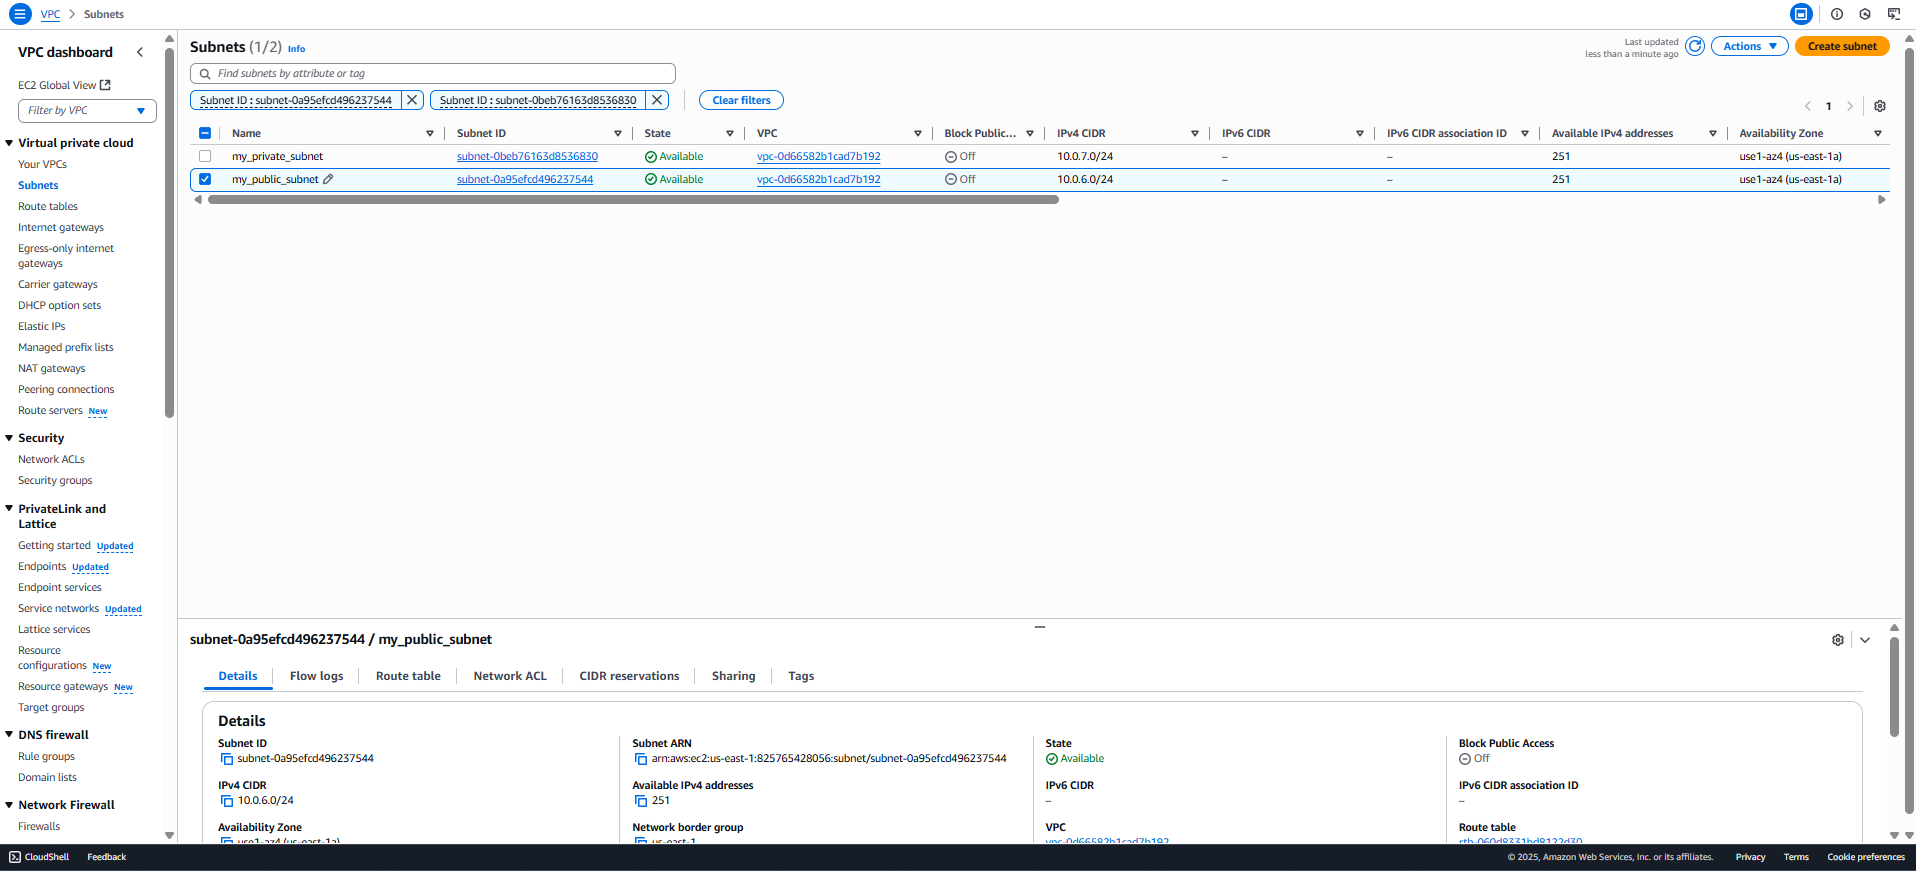 VPC > Subnets
VPC dashboard
EC2 Global View
Filter by VPC
Virtual private cloud
Your VPCs
Subnets
Route tables
Internet gateways
Egress-only internet
gateways
Carrier gateways
DHCP option sets
Elastic IPs
Managed prefix lists
NAT gateways
Peering connections
Route servers New
Security
Network ACLs
Security groups
PrivateLink and
Lattice
Getting started Updated
Endpoints Updated
Endpoint services
Service networks Updated
Lattice services
Resource
configurations New
Resource gateways New
Target groups
DNS firewall
Rule groups
Domain lists
Network Firewall
Firewalls
Subnets (1/2) Info
Last updated
less than a minute ago
Actions
Create subnet
Find subnets by attribute or tag
Subnet ID : subnet-0a95efcd496237544
Subnet ID : subnet-0beb76163d8536830
Clear filters
1
Name Subnet ID State VPC Block Public... IPv4 CIDR IPv6 CIDR IPv6 CIDR association ID Available IPv4 addresses Availability Zone
my_private_subnet subnet-0beb76163d8536830 Available vpc-0d66582b1cad7b192 Off 10.0.7.0/24 – – 251 use1-az4 (us-east-1a)
my_public_subnet subnet-0a95efcd496237544 Available vpc-0d66582b1cad7b192 Off 10.0.6.0/24 – – 251 use1-az4 (us-east-1a)
subnet-0a95efcd496237544 / my_public_subnet
Details Flow logs Route table Network ACL CIDR reservations Sharing Tags
Details
Subnet ID Subnet ARN State Block Public Access
subnet-0a95efcd496237544 arn:aws:ec2:us-east-1:825765428056:subnet/subnet-0a95efcd496237544 Available Off
IPv4 CIDR Available IPv4 addresses IPv6 CIDR IPv6 CIDR association ID
10.0.6.0/24 251 – –
Availability Zone Network border group VPC Route table
use1-az4 (us-east-1a) us-east-1 vpc-0d66582b1cad7b192 rtb-060d8331bd8122d30
CloudShell Feedback © 2025, Amazon Web Services, Inc. or its affiliates. Privacy Terms Cookie preferences